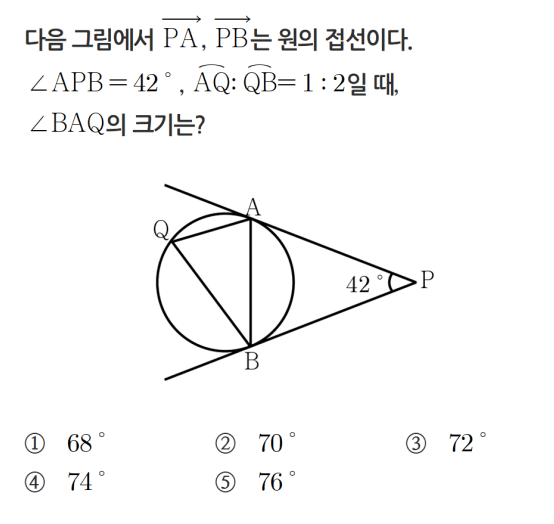 다음 그림에서 PA, PB는 원의 접선이다.
∠APB=42°, AQ:QB=1:2일 때,
∠BAQ의 크기는?
A
Q
42°
P
B
① 68° ② 70° ③ 72°
④ 74° ⑤ 76°